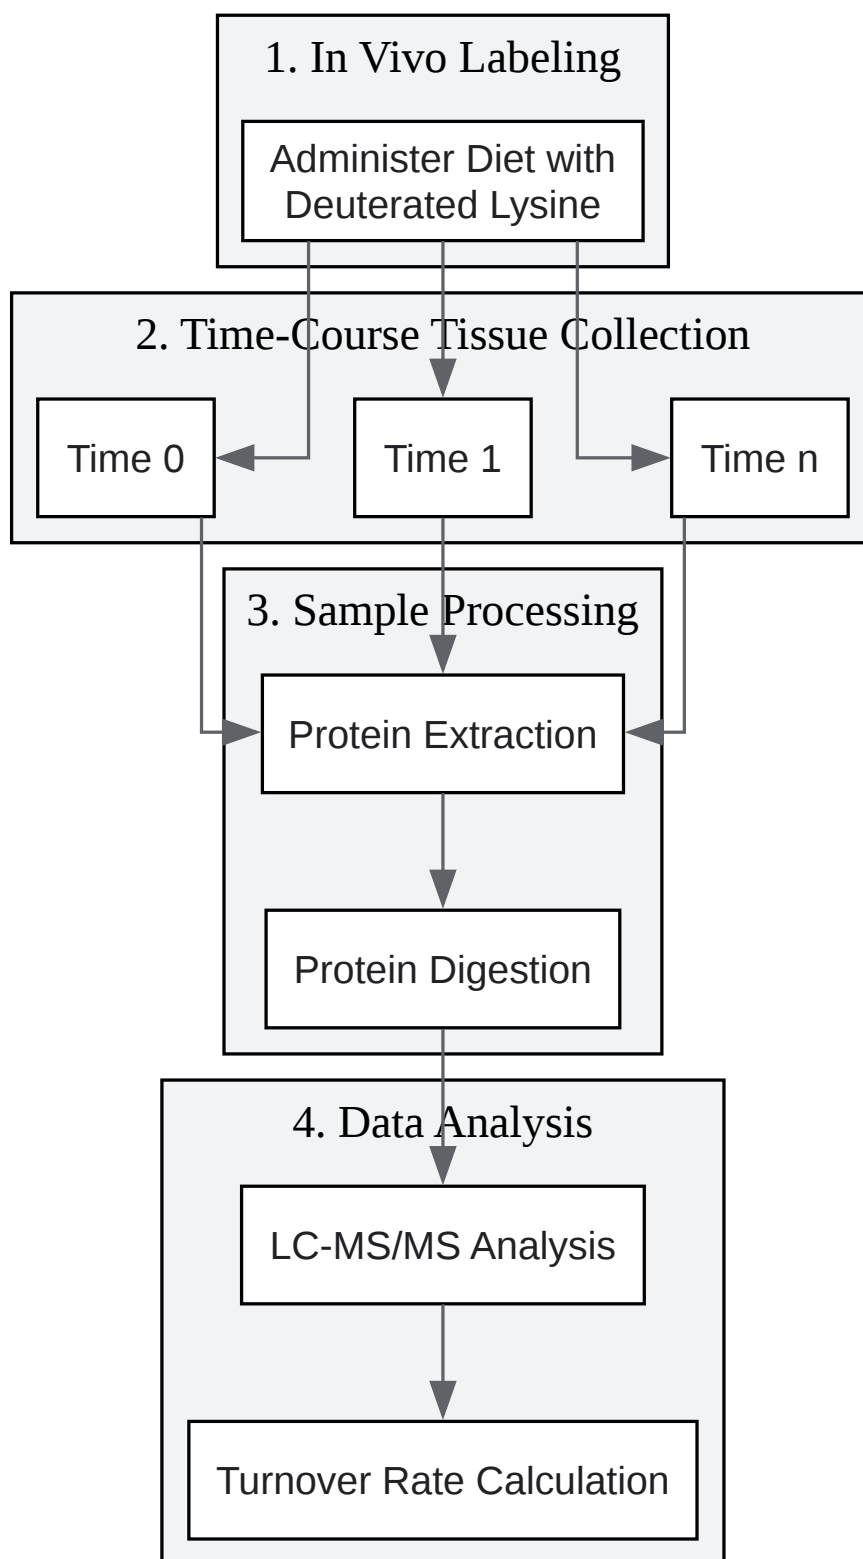 1. In Vivo Labeling
Administer Diet with
Deuterated Lysine
2. Time-Course Tissue Collection
Time 0
Time 1
Time n
3. Sample Processing
Protein Extraction
Protein Digestion
4. Data Analysis
LC-MS/MS Analysis
Turnover Rate Calculation